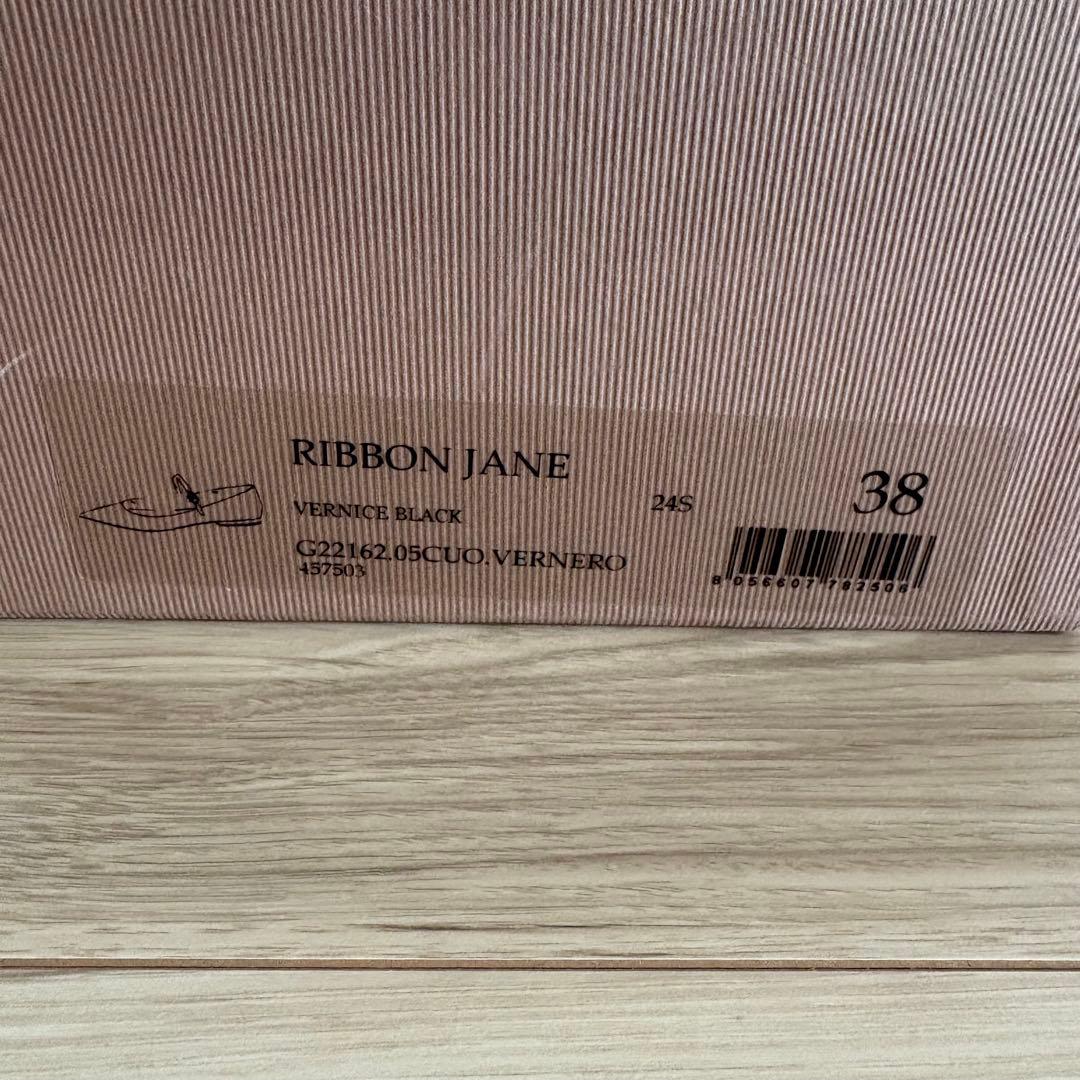 RIBBON JANE
VERNICE BLACK
24S
38
G22162.05CUO.VERNERO
457503
8 056607 782506